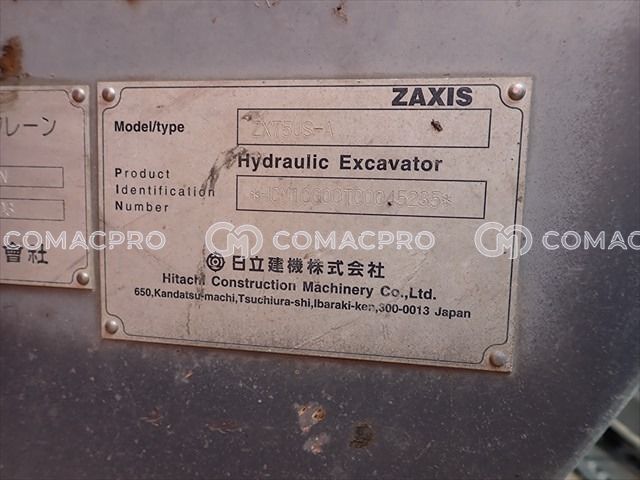 ZAXIS
Model/type ZX75US-A
Hydraulic Excavator
Product
Identification
Number
日立建機株式会社
Hitachi Construction Machinery Co.,Ltd.
650,Kandatsu-machi,Tsuchiura-shi,Ibaraki-ken,300-0013 Japan
レーン
N
會社
COMACPRO
COMACPRO
COMAC